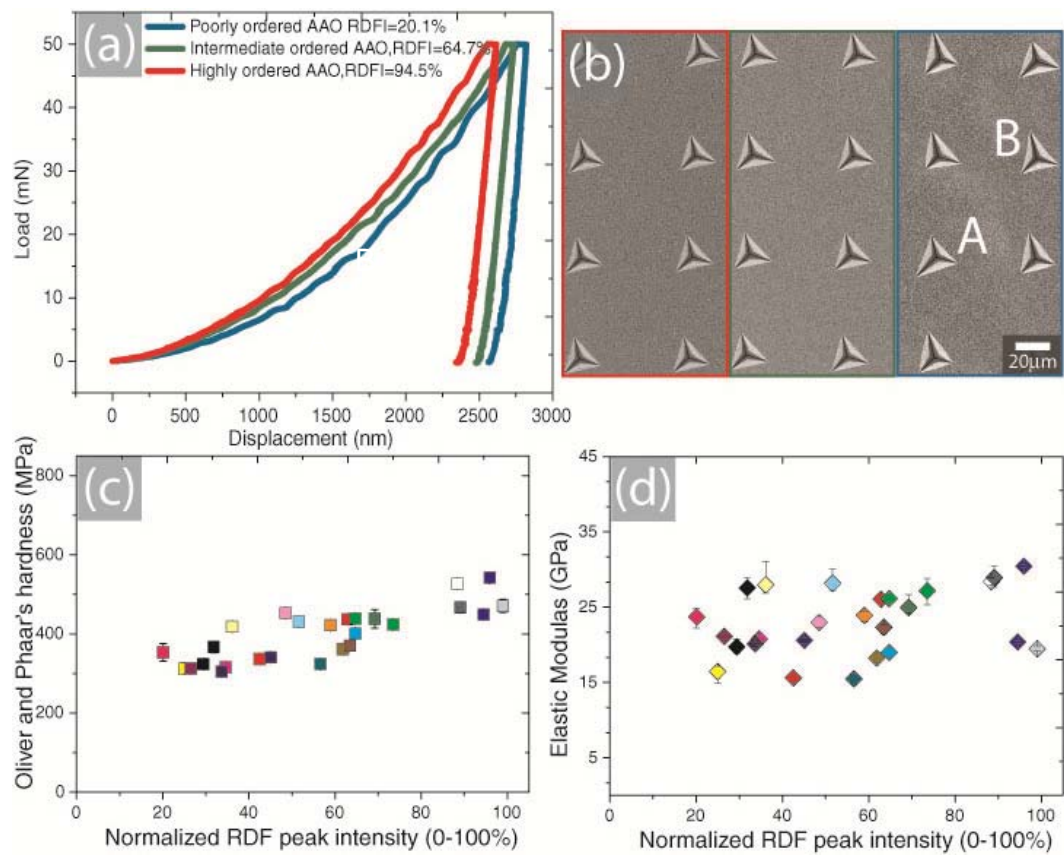 (a)
Poorly ordered AAO RDFI=20.1%
Intermediate ordered AAO,RDFI=64.7%
Highly ordered AAO,RDFI=94.5%
50
40
30
20
10
0
Load (mN)
0 500 1000 1500 2000 2500 3000
Displacement (nm)
(b)
B
A
20µm
(c)
800
600
400
200
0
Oliver and Phaar's hardness (MPa)
0 20 40 60 80 100
Normalized RDF peak intensity (0-100%)
(d)
45
35
25
15
5
Elastic Modulas (GPa)
0 20 40 60 80 100
Normalized RDF peak intensity (0-100%)